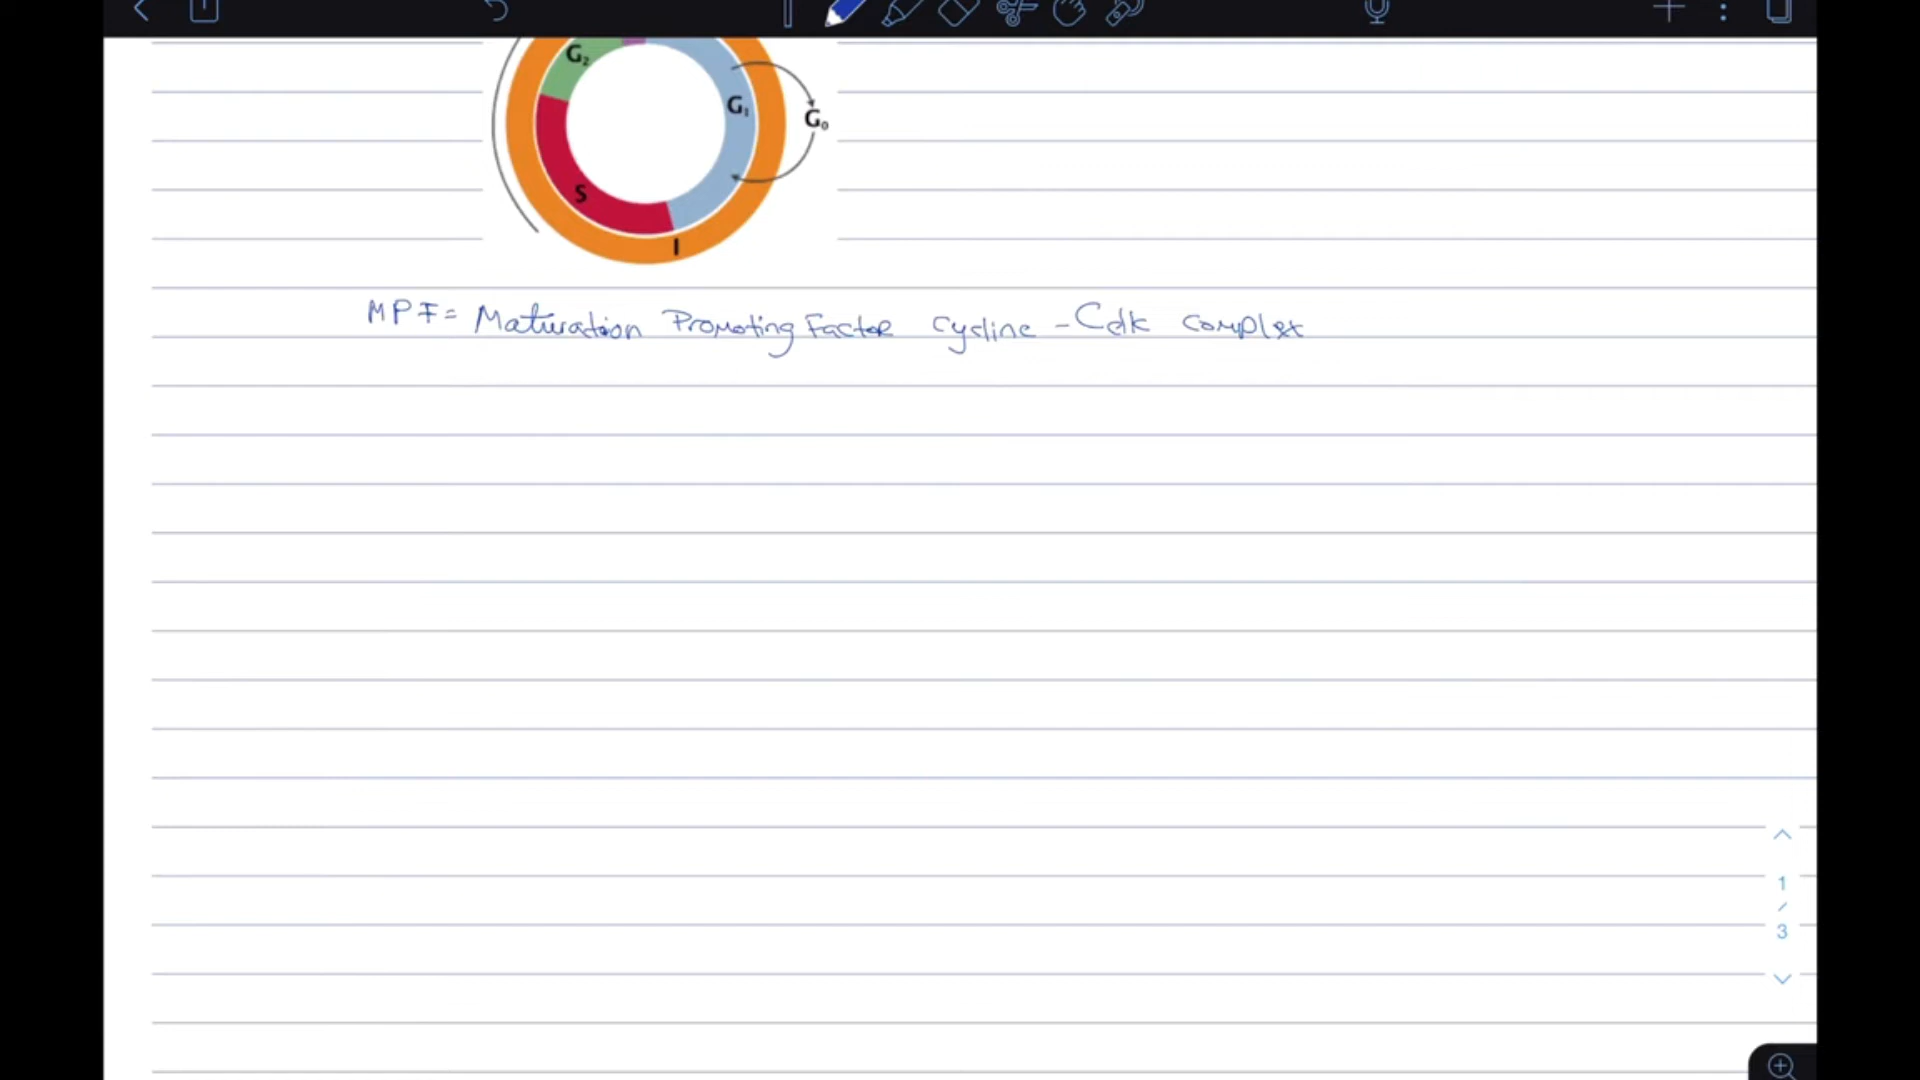 G₂
G₁
G₀
S
I
MPF = Maturation Promoting Factor Cycline - Cdk Complex
1
/
3